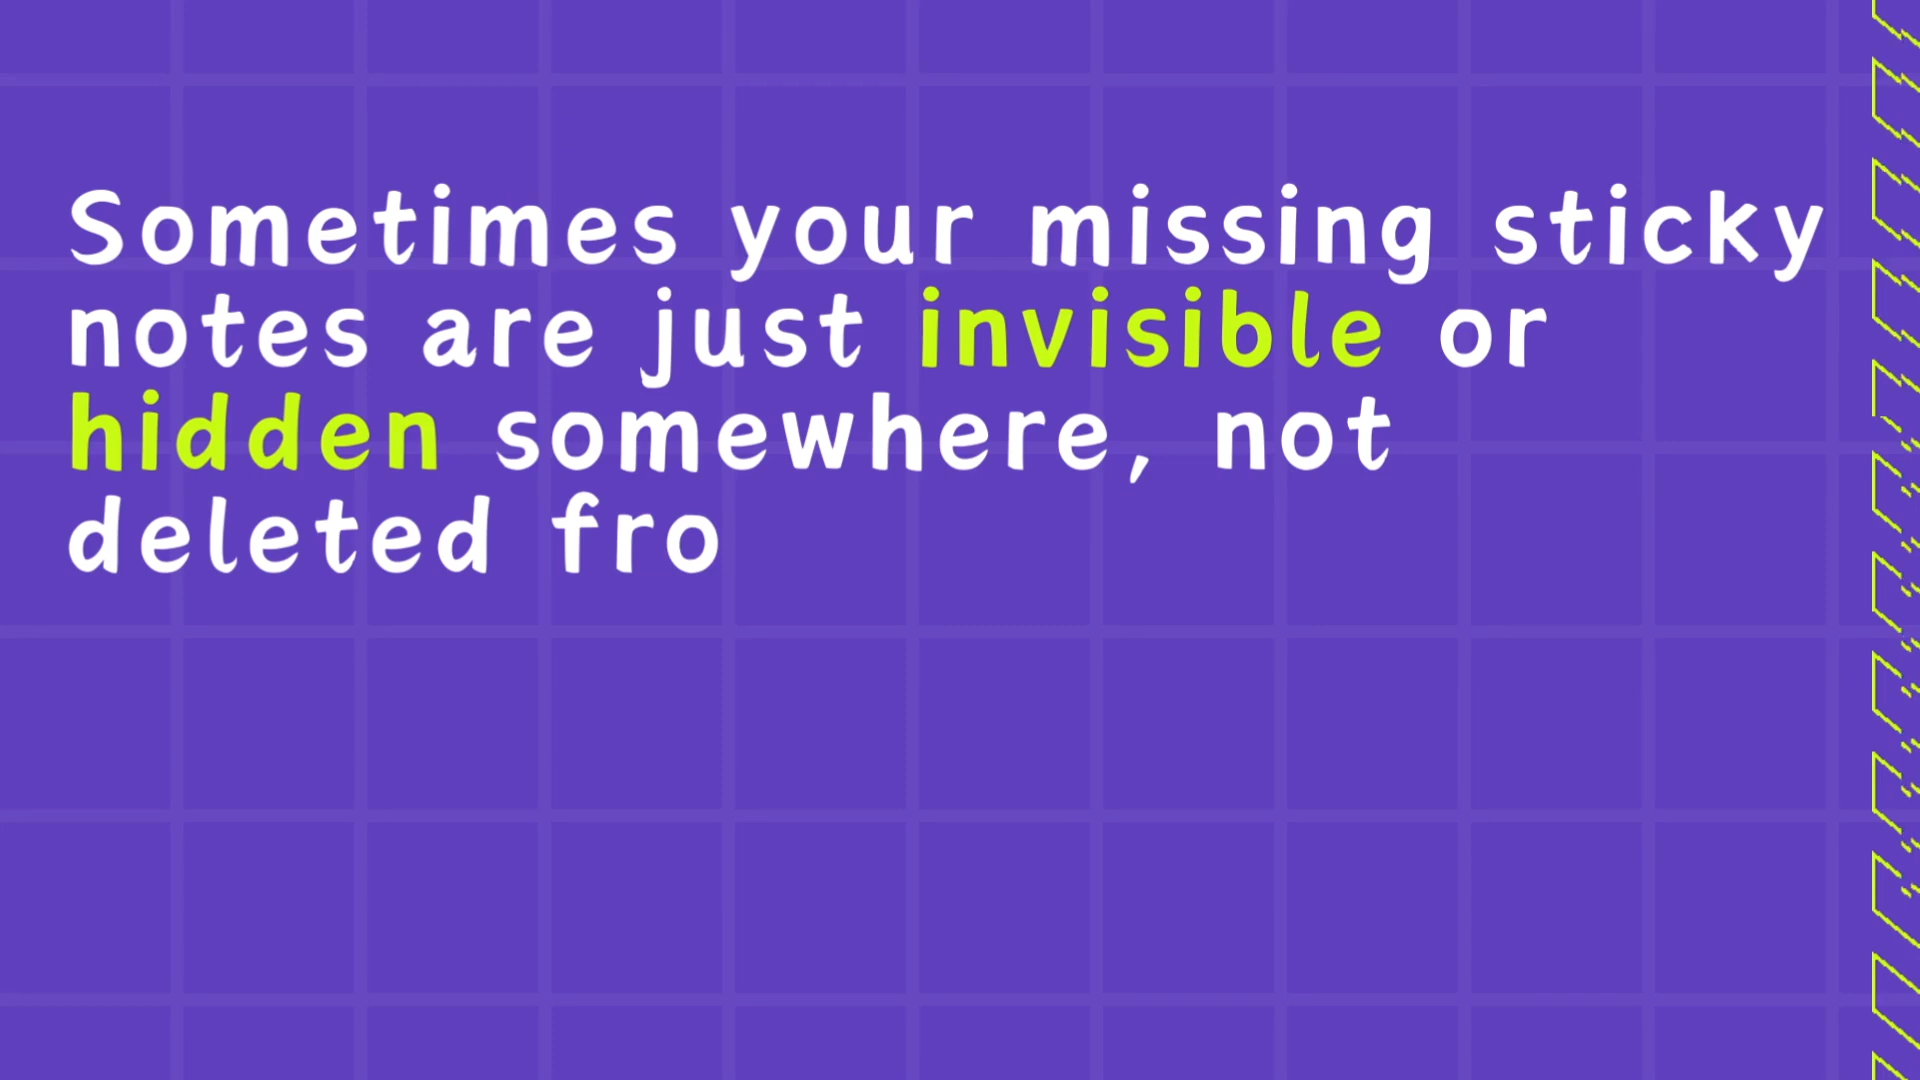 Sometimes your missing sticky
notes are just invisible or
hidden somewhere, not
deleted fro